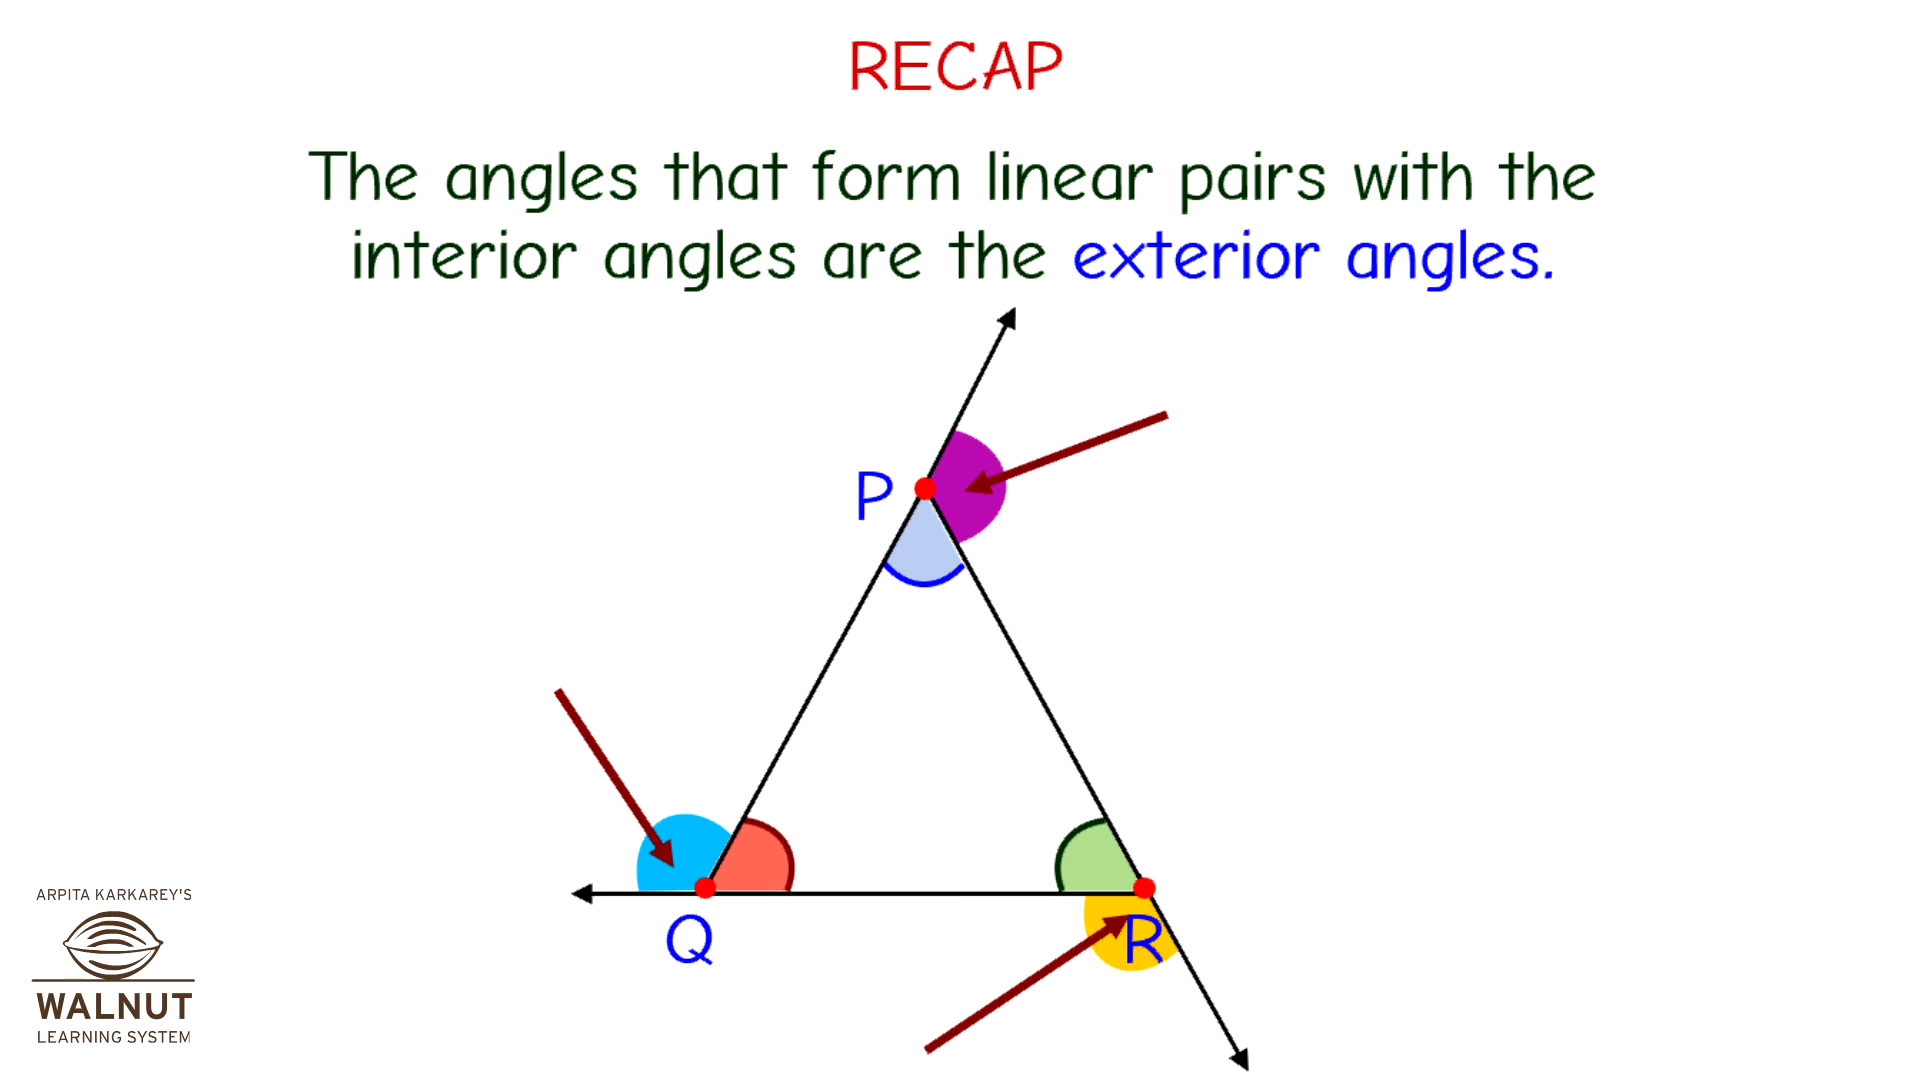 RECAP
The angles that form linear pairs with the
interior angles are the exterior angles.
P
Q
R
ARPITA KARKAREY'S
WALNUT
LEARNING SYSTEM